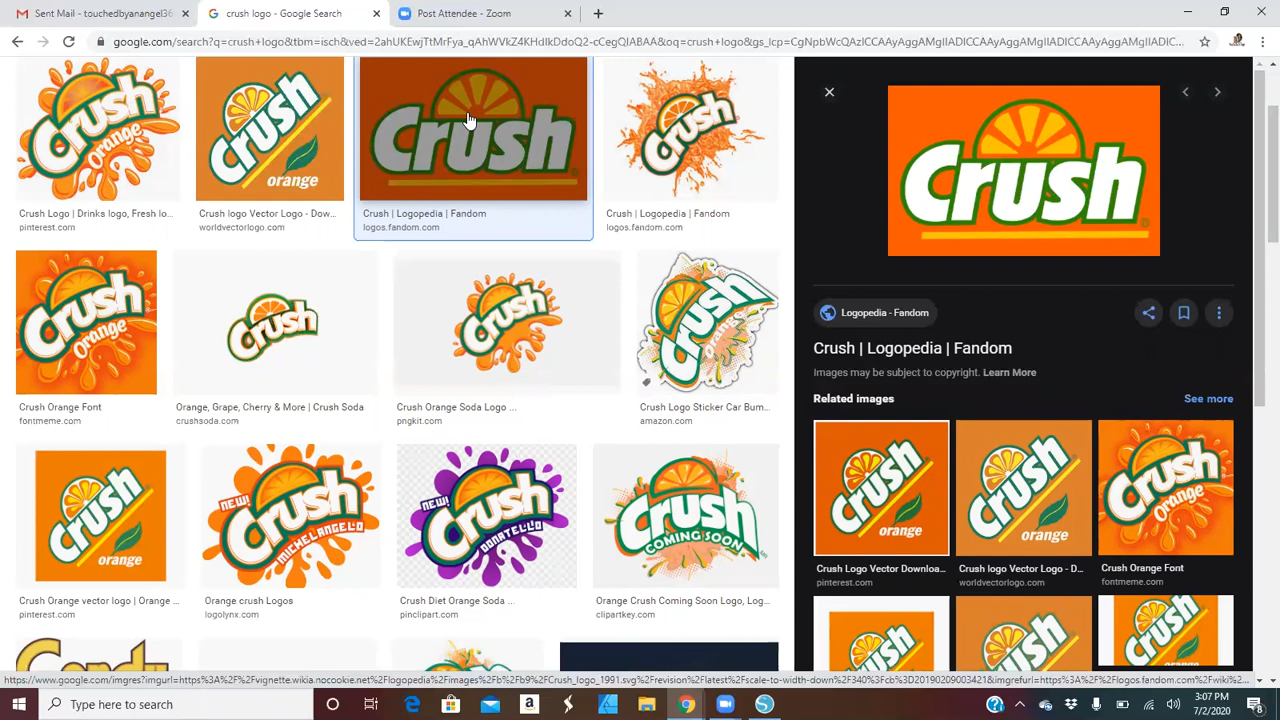 Sent Mail - touchedbyanangel36
crush logo - Google Search
Post Attendee - Zoom
google.com/search?q=crush+logo&tbm=isch&ved=2ahUKEwjTtMrFya_qAhWVkZ4KHdIkDdoQ2-cCegQIABAA&oq=crush+logo&gs_lcp=CgNpbWcQAzICCAAyAggAMgIIADICCAAyAggAMgIIADICCAAyAggAMgIIADICCAA6...
Crush Orange
Crush orange
Crush
Crush
Crush
Crush Logo | Drinks logo, Fresh lo...
pinterest.com
Crush logo Vector Logo - Dow...
worldvectorlogo.com
Crush | Logopedia | Fandom
logos.fandom.com
Crush | Logopedia | Fandom
logos.fandom.com
Crush Orange
Crush
Crush
Crush Orange
Logopedia - Fandom
Crush | Logopedia | Fandom
Images may be subject to copyright. Learn More
Related images
See more
Crush Orange Font
fontmeme.com
Orange, Grape, Cherry & More | Crush Soda
crushsoda.com
Crush Orange Soda Logo ...
pngkit.com
Crush Logo Sticker Car Bum...
amazon.com
Crush orange
NEW! Crush MICHELANGELLO
NEW! Crush DONATELLO
Crush COMING SOON
Crush orange
Crush orange
Crush Orange
Crush Logo Vector Downloa...
pinterest.com
Crush logo Vector Logo - D...
worldvectorlogo.com
Crush Orange Font
fontmeme.com
Crush Orange vector logo | Orange ...
pinterest.com
Orange crush Logos
logolynx.com
Crush Diet Orange Soda ...
pinclipart.com
Orange Crush Coming Soon Logo, Log...
clipartkey.com
Candy
https://www.google.com/imgres?imgurl=https%3A%2F%2Fvignette.wikia.nocookie.net%2Flogopedia%2Fimages%2Fb%2Fb9%2FCrush_logo_1991.svg%2Frevision%2Flatest%2Fscale-to-width-down%2F340%3Fcb%3D20190209003421&imgrefurl=https%3A%2F%2Flogos.fandom.com%2Fwiki%2...
Type here to search
3:07 PM
7/2/2020
8